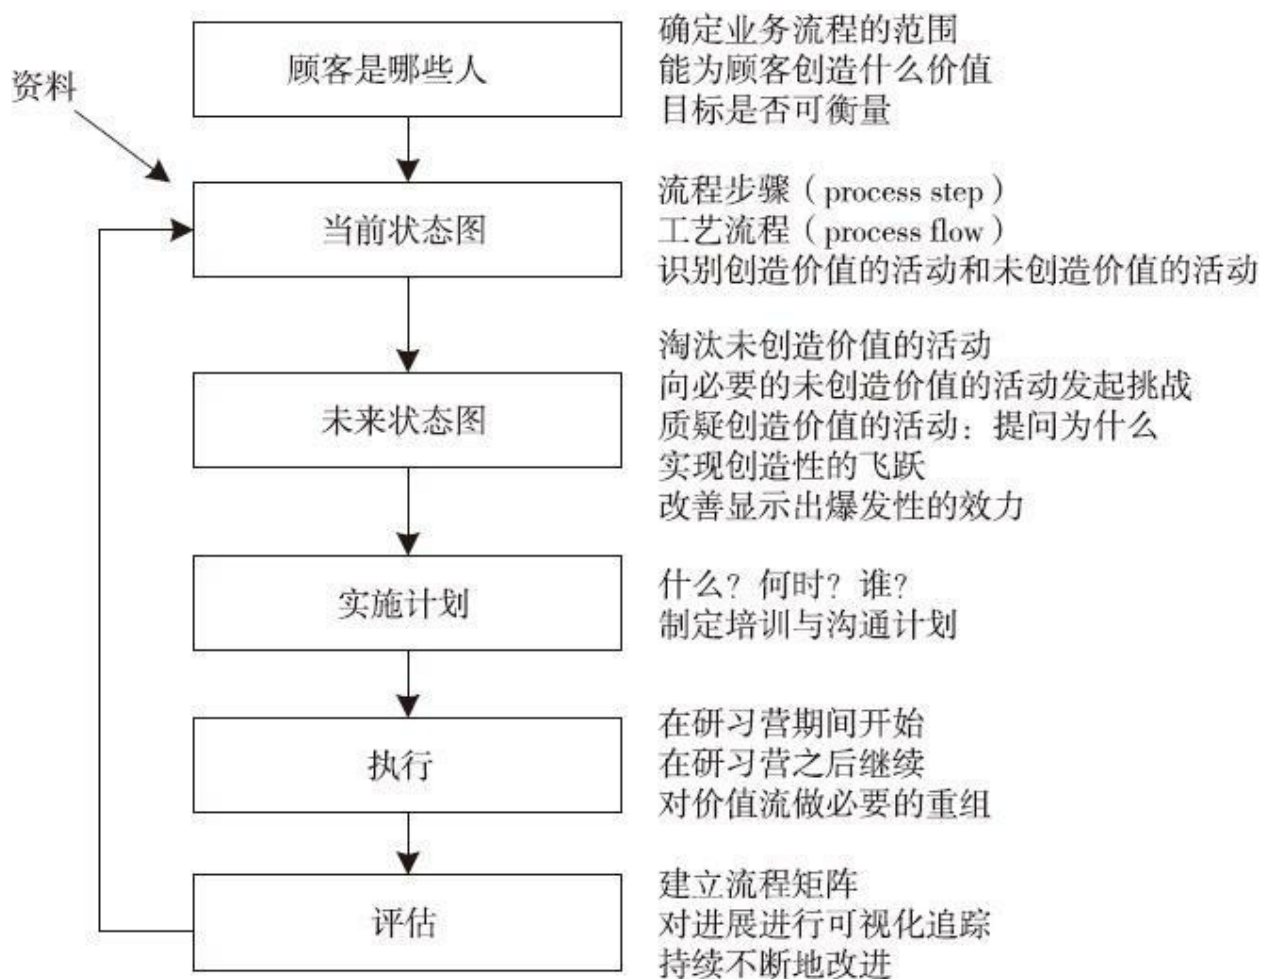 顾客是哪些人
确定业务流程的范围
能为顾客创造什么价值
目标是否可衡量
资料
当前状态图
流程步骤（process step）
工艺流程（process flow）
识别创造价值的活动和未创造价值的活动
未来状态图
淘汰未创造价值的活动
向必要的未创造价值的活动发起挑战
质疑创造价值的活动：提问为什么
实现创造性的飞跃
改善显示出爆发性的效力
实施计划
什么？何时？谁？
制定培训与沟通计划
执行
在研习营期间开始
在研习营之后继续
对价值流做必要的重组
评估
建立流程矩阵
对进展进行可视化追踪
持续不断地改进